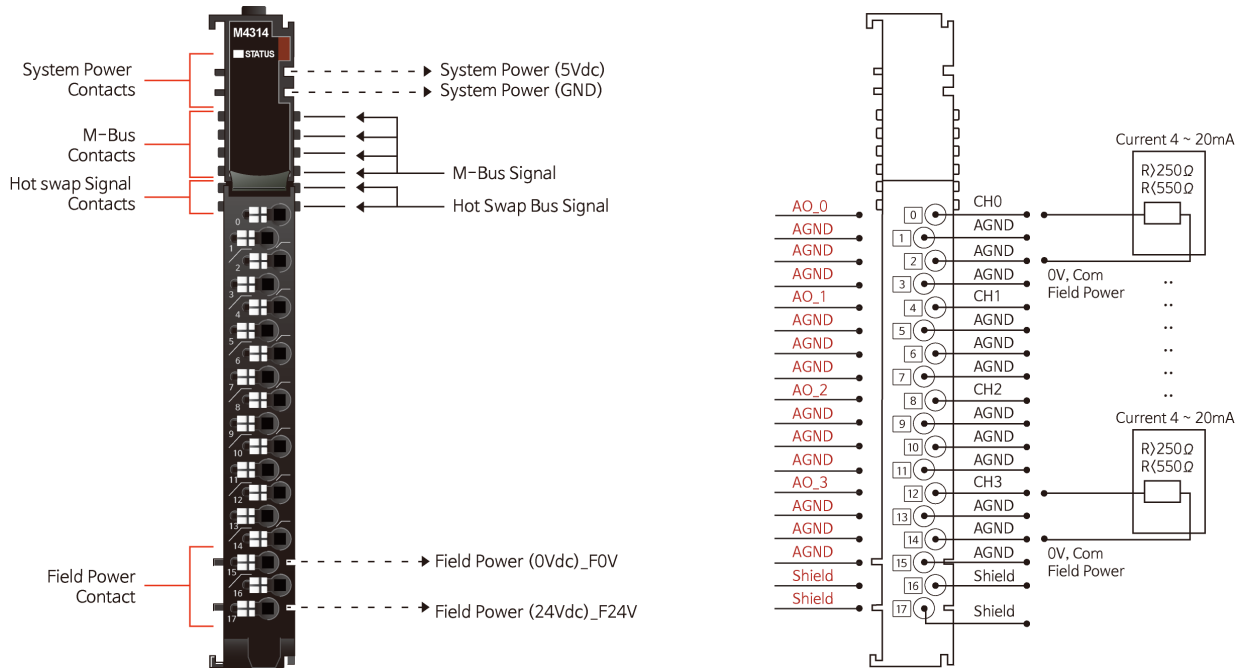 M4314
STATUS
System Power
Contacts
M-Bus
Contacts
Hot swap Signal
Contacts
Field Power
Contact
System Power (5Vdc)
System Power (GND)
M-Bus Signal
Hot Swap Bus Signal
0
1
2
3
4
5
6
7
8
9
10
11
12
13
14
15
16
17
Field Power (0Vdc)_F0V
Field Power (24Vdc)_F24V
AO_0
AGND
AGND
AGND
AO_1
AGND
AGND
AGND
AO_2
AGND
AGND
AGND
AO_3
AGND
AGND
AGND
Shield
Shield
0
1
2
3
4
5
6
7
8
9
10
11
12
13
14
15
16
17
CH0
AGND
AGND
AGND
CH1
AGND
AGND
AGND
CH2
AGND
AGND
AGND
CH3
AGND
AGND
AGND
Shield
Shield
Current 4 ~ 20mA
R>250Ω
R<550Ω
0V, Com
Field Power
Current 4 ~ 20mA
R>250Ω
R<550Ω
0V, Com
Field Power